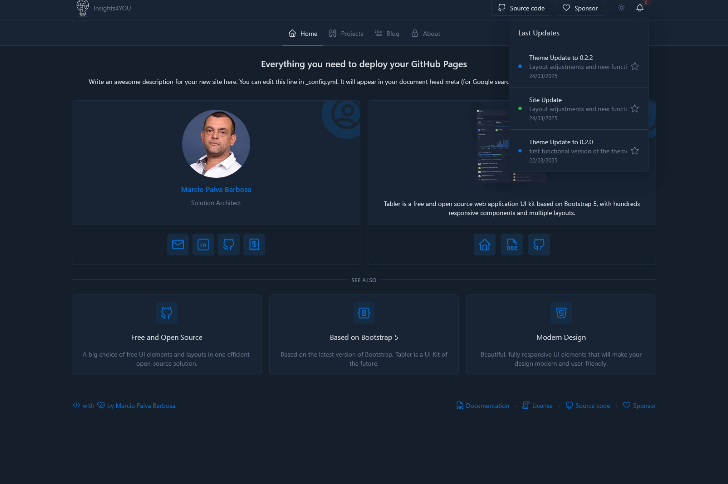 Insights4YOU
Source code
Sponsor
Home
Projects
Blog
About
Last Updates
Theme Update to 0.2.2
Layout adjustments and new functi
24/03/2025
Site Update
Layout adjustments and new functi
24/03/2025
Theme Update to 0.2.0
first functional version of the theme
22/03/2025
Everything you need to deploy your GitHub Pages
Write an awesome description for your new site here. You can edit this line in _config.yml. It will appear in your document head meta (for Google searc
Marcio Paiva Barbosa
Solution Architect
Tabler is a free and open source web application UI kit based on Bootstrap 5, with hundreds
responsive components and multiple layouts.
DOC
SEE ALSO
Free and Open Source
A big choice of free UI elements and layouts in one efficient,
open-source solution.
Based on Bootstrap 5
Based on the latest version of Bootstrap, Tabler is a UI Kit of
the future.
Modern Design
Beautiful, fully responsive UI elements that will make your
design modern and user-friendly.
with
by Marcio Paiva Barbosa
Documentation
License
Source code
Sponsor